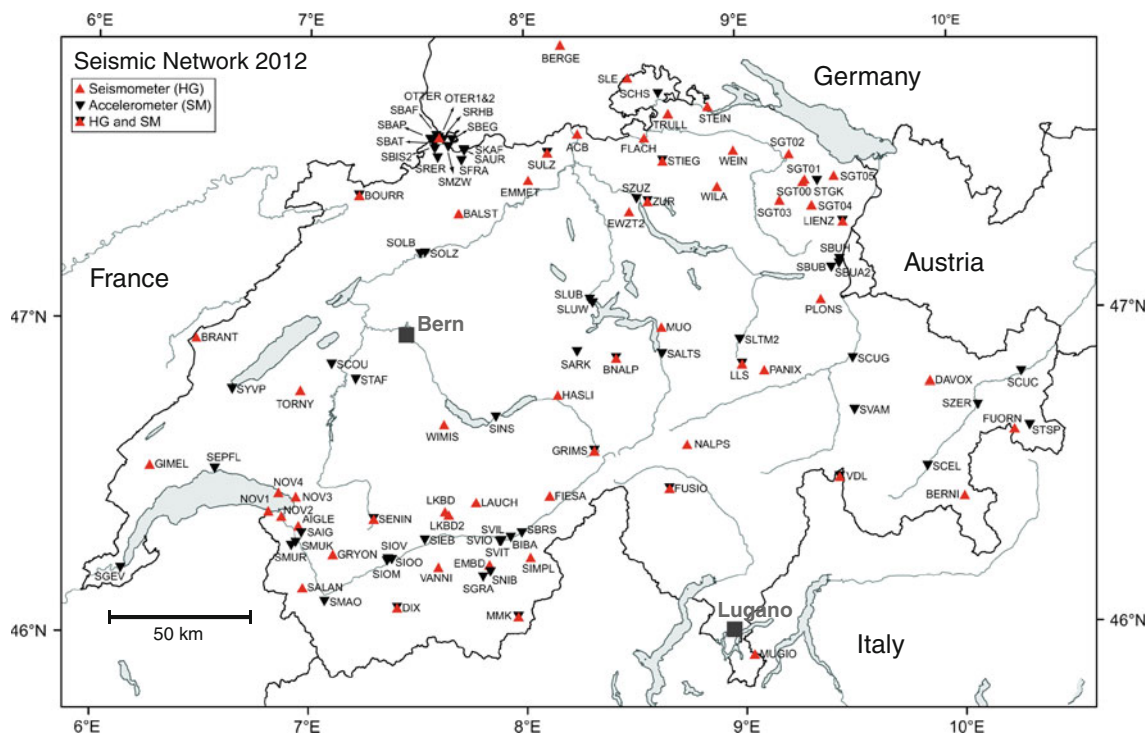 6°E 7°E 8°E 9°E 10°E
Seismic Network 2012
Seismometer (HG)
Accelerometer (SM)
HG and SM
Germany
France
Austria
Italy
Bern
Lugano
47°N
47°N
46°N
46°N
50 km
BERGE
SLE
SCHS
STEIN
TRULL
OTTER
OTER1&2
SBAF
SRHB
SBAP
SBEG
SBAT
SKAF
SBIS2
SAUR
SRER
SFRA
SMZW
ACB
FLACH
SULZ
STIEG
WEIN
SGT02
SGT01
SGT05
SGT00
STGK
EMMET
BOURR
BALST
SZUZ
ZUR
WILA
EWZT2
SGT03
SGT04
LIENZ
SOLB
SOLZ
SBUH
SBUB
SBUA2
SLUB
SLUW
PLONS
BRANT
MUO
SLTM2
SARK
BNALP
SALTS
LLS
PANIX
SCUG
SCOU
STAF
SYVP
TORNY
HASLI
DAVOX
SCUC
SZER
SVAM
FUORN
STSP
WIMIS
SINS
GRIMS
NALPS
GIMEL
SEPFL
SCEL
VDL
BERNI
FUSIO
NOV4
NOV3
NOV1
NOV2
AIGLE
SAIG
SMUK
SMUR
SENIN
LKBD
LAUCH
FIESA
LKBD2
SVIL
SBRS
SIEB
SVIO
BIBA
SVIT
GRYON
SIOV
SIOO
SIOM
EMBD
SIMPL
VANNI
SNIB
SGRA
SGEV
SALAN
SMAO
DIX
MMK
MUGIO
6°E 7°E 8°E 9°E 10°E